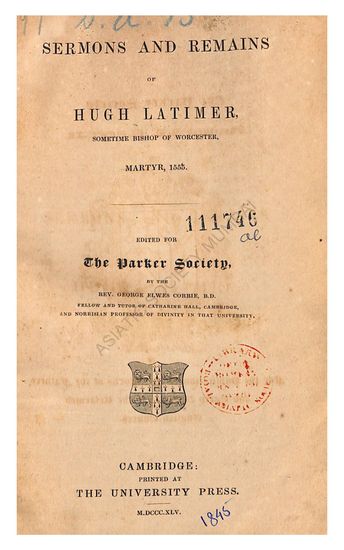 SERMONS AND REMAINS
OF
HUGH LATIMER,
SOMETIME BISHOP OF WORCESTER,
MARTYR, 1555.
111746
EDITED FOR
The Parker Society,
BY THE
REV. GEORGE ELWES CORRIE, B.D.
FELLOW AND TUTOR OF CATHARINE HALL, CAMBRIDGE,
AND NORRISIAN PROFESSOR OF DIVINITY IN THAT UNIVERSITY.
CAMBRIDGE:
PRINTED AT
THE UNIVERSITY PRESS.
M.DCCC.XLV.
1845